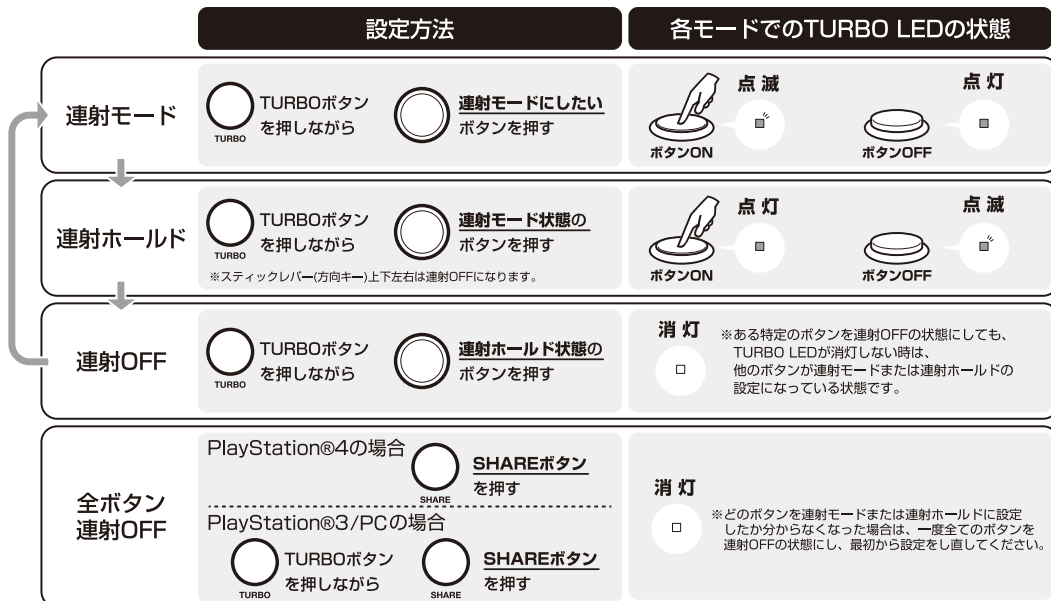 設定方法
各モードでのTURBO LEDの状態
連射モード
TURBO
TURBOボタン
を押しながら
連射モードにしたい
ボタンを押す
ボタンON
点滅
ボタンOFF
点灯
連射ホールド
TURBO
TURBOボタン
を押しながら
連射モード状態の
ボタンを押す
※スティックレバー(方向キー)上下左右は連射OFFになります。
ボタンON
点灯
ボタンOFF
点滅
連射OFF
TURBO
TURBOボタン
を押しながら
連射ホールド状態の
ボタンを押す
消灯
※ある特定のボタンを連射OFFの状態にしても、
TURBO LEDが消灯しない時は、
他のボタンが連射モードまたは連射ホールドの
設定になっている状態です。
全ボタン
連射OFF
PlayStation®4の場合
SHARE
SHAREボタン
を押す
PlayStation®3/PCの場合
TURBO
TURBOボタン
を押しながら
SHARE
SHAREボタン
を押す
消灯
※どのボタンを連射モードまたは連射ホールドに設定
したか分からなくなった場合は、一度全てのボタンを
連射OFFの状態にし、最初から設定をし直してください。